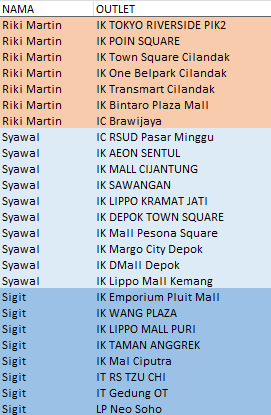 NAMA OUTLET
Riki Martin IK TOKYO RIVERSIDE PIK2
Riki Martin IK POIN SQUARE
Riki Martin IK Town Square Cilandak
Riki Martin IK One Belpark Cilandak
Riki Martin IK Transmart Cilandak
Riki Martin IK Bintaro Plaza Mall
Riki Martin IC Brawijaya
Syawal IC RSUD Pasar Minggu
Syawal IK AEON SENTUL
Syawal IK MALL CIJANTUNG
Syawal IK SAWANGAN
Syawal IK LIPPO KRAMAT JATI
Syawal IK DEPOK TOWN SQUARE
Syawal IK Mall Pesona Square
Syawal IK Margo City Depok
Syawal IK DMall Depok
Syawal IK Lippo Mall Kemang
Sigit IK Emporium Pluit Mall
Sigit IK WANG PLAZA
Sigit IK LIPPO MALL PURI
Sigit IK TAMAN ANGGREK
Sigit IK Mal Ciputra
Sigit IT RS TZU CHI
Sigit IT Gedung OT
Sigit LP Neo Soho